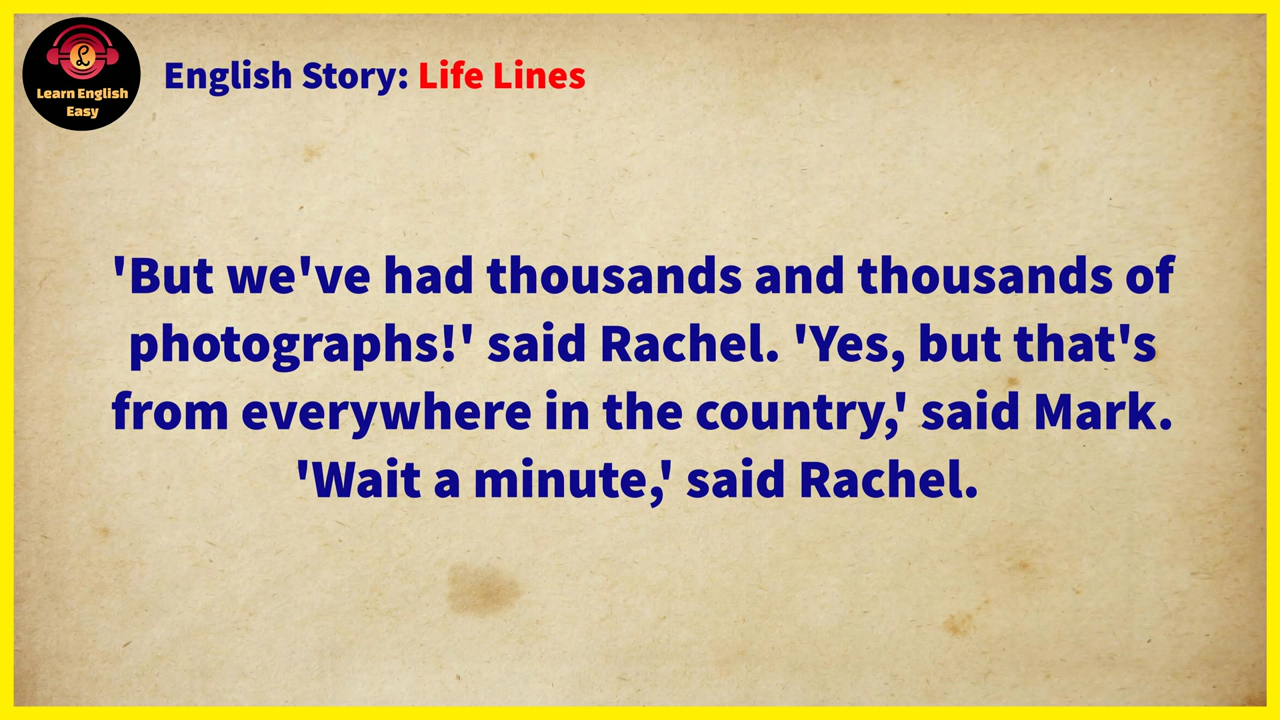 Learn English
Easy
English Story: Life Lines
'But we've had thousands and thousands of
photographs!' said Rachel. 'Yes, but that's
from everywhere in the country,' said Mark.
'Wait a minute,' said Rachel.